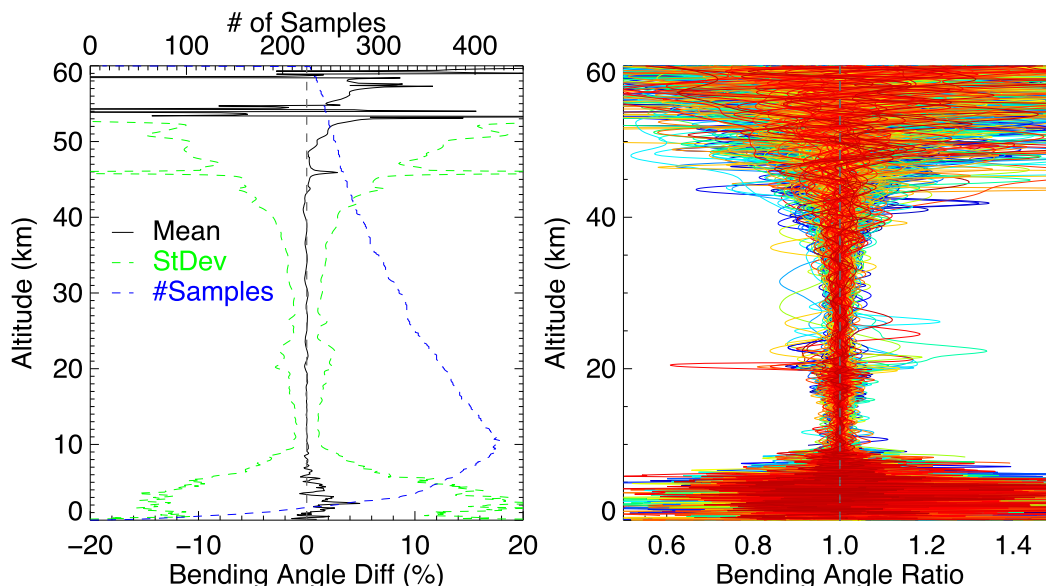 # of Samples
0 100 200 300 400
60
50
40
30
20
10
0
Altitude (km)
Mean
StDev
#Samples
−20 −10 0 10 20
Bending Angle Diff (%)
60
40
20
0
Altitude (km)
0.6 0.8 1.0 1.2 1.4
Bending Angle Ratio